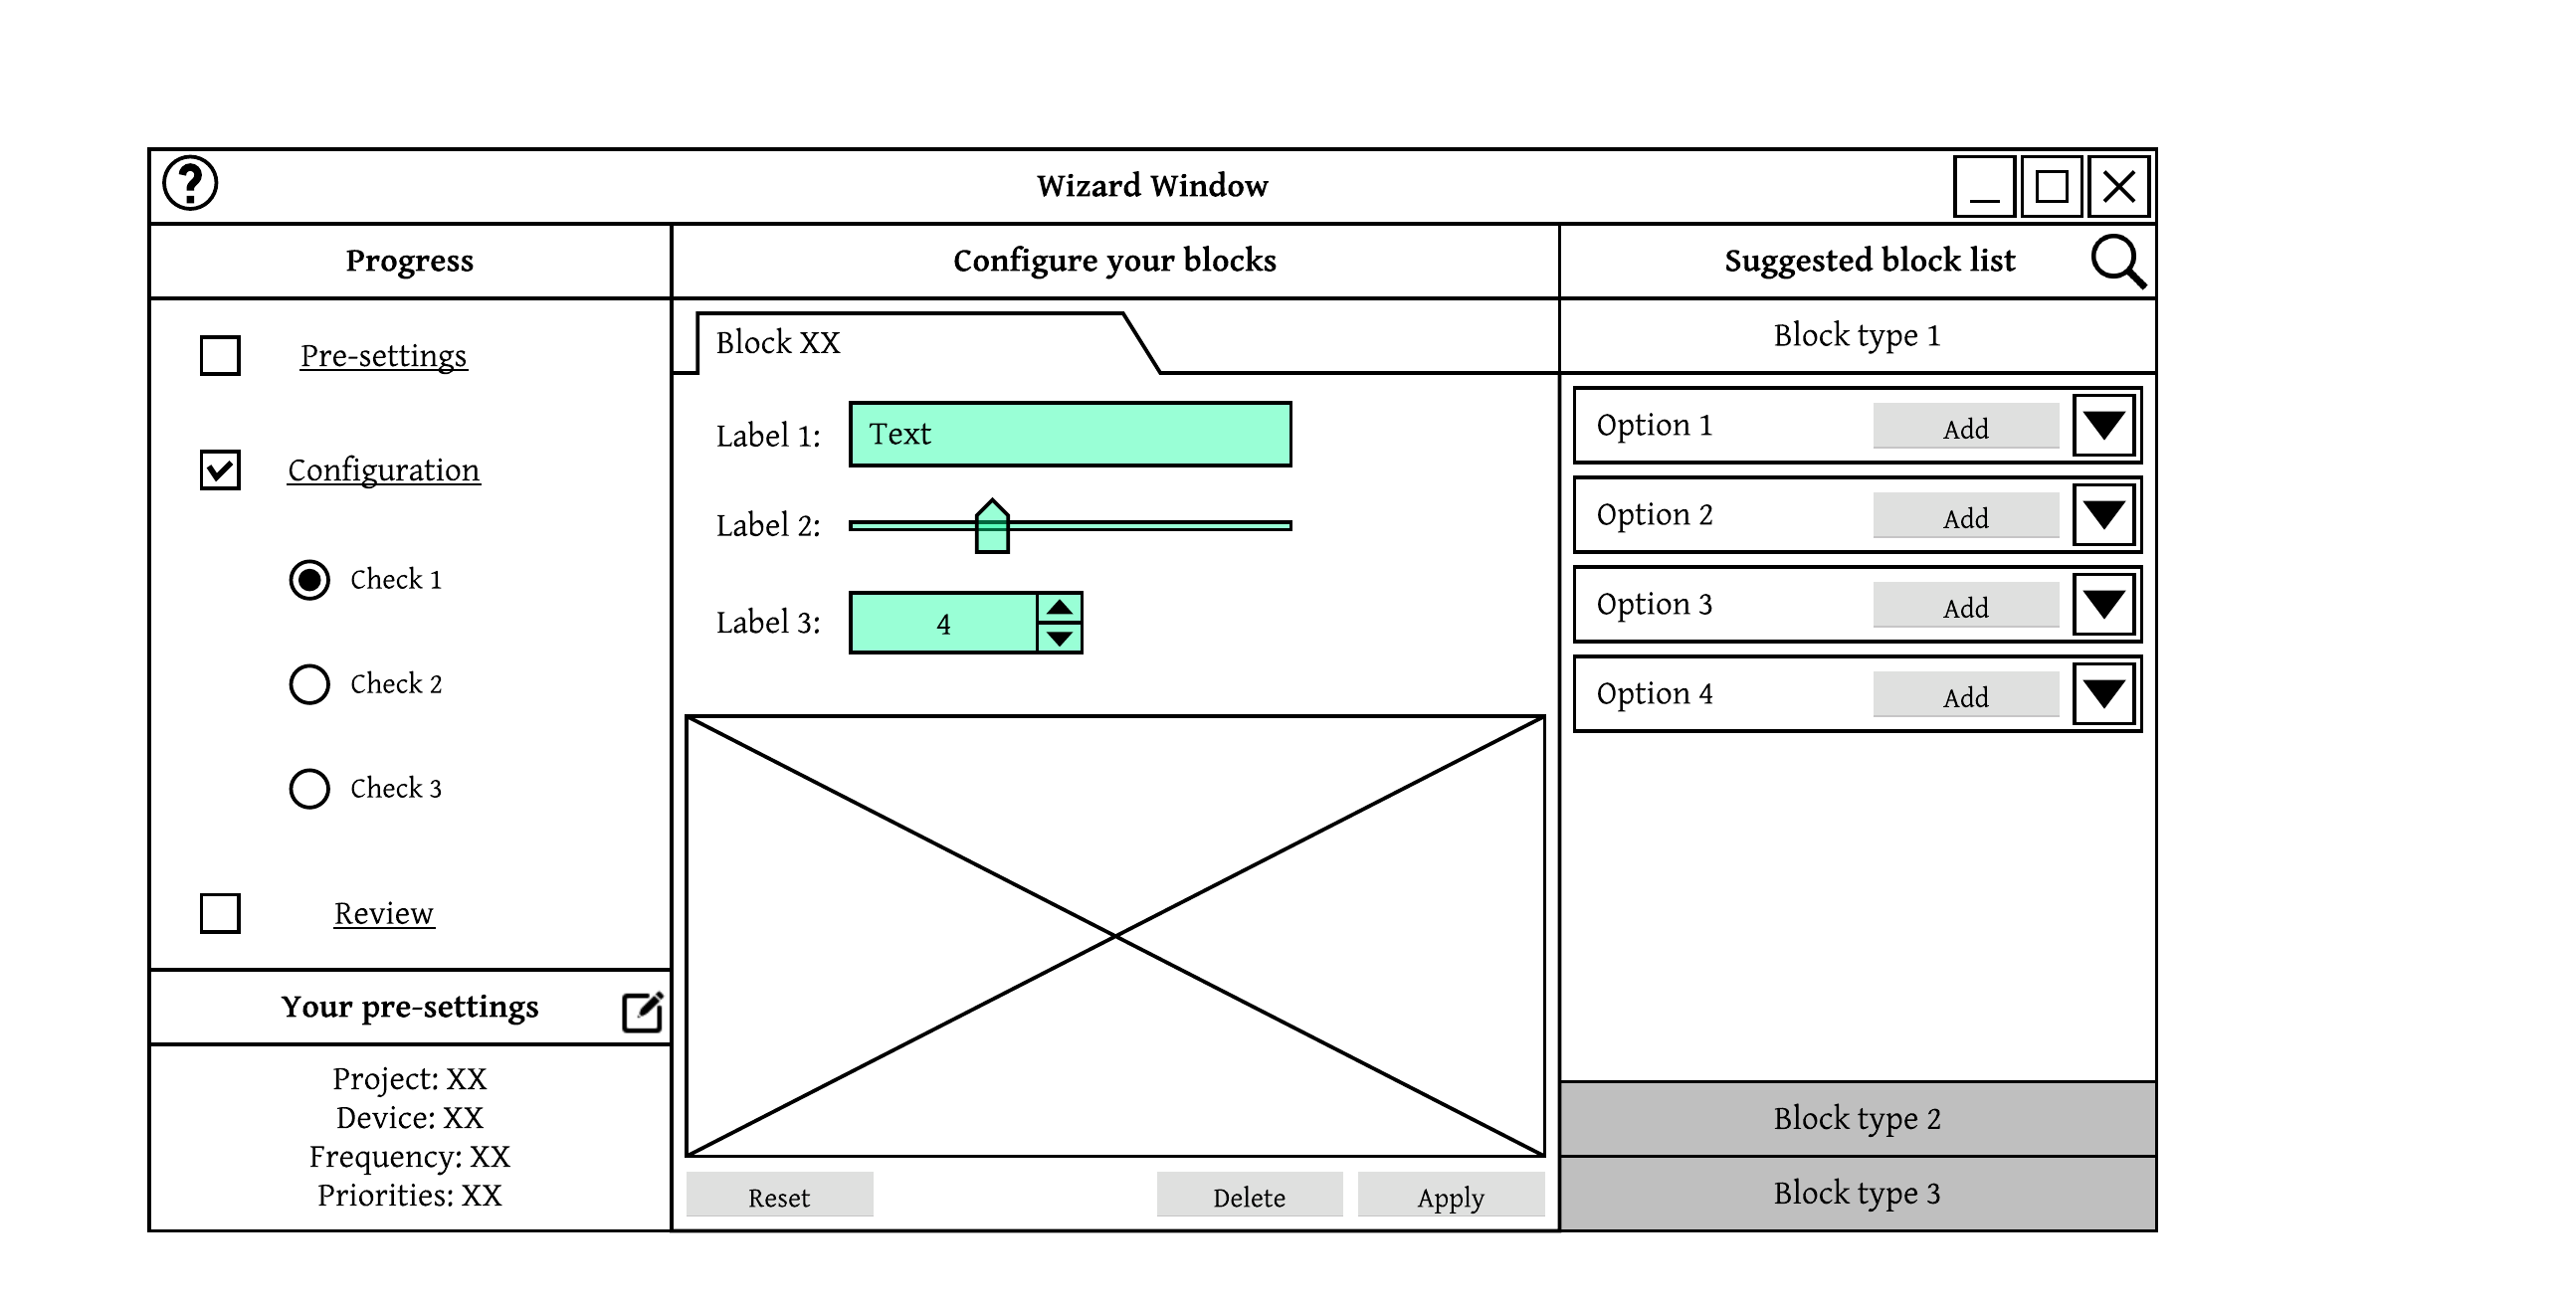 Wizard Window
Progress
Pre-settings
Configuration
Check 1
Check 2
Check 3
Review
Your pre-settings
Project: XX
Device: XX
Frequency: XX
Priorities: XX
Configure your blocks
Block XX
Label 1: Text
Label 2:
Label 3: 4
Reset Delete Apply
Suggested block list
Block type 1
Option 1 Add
Option 2 Add
Option 3 Add
Option 4 Add
Block type 2
Block type 3